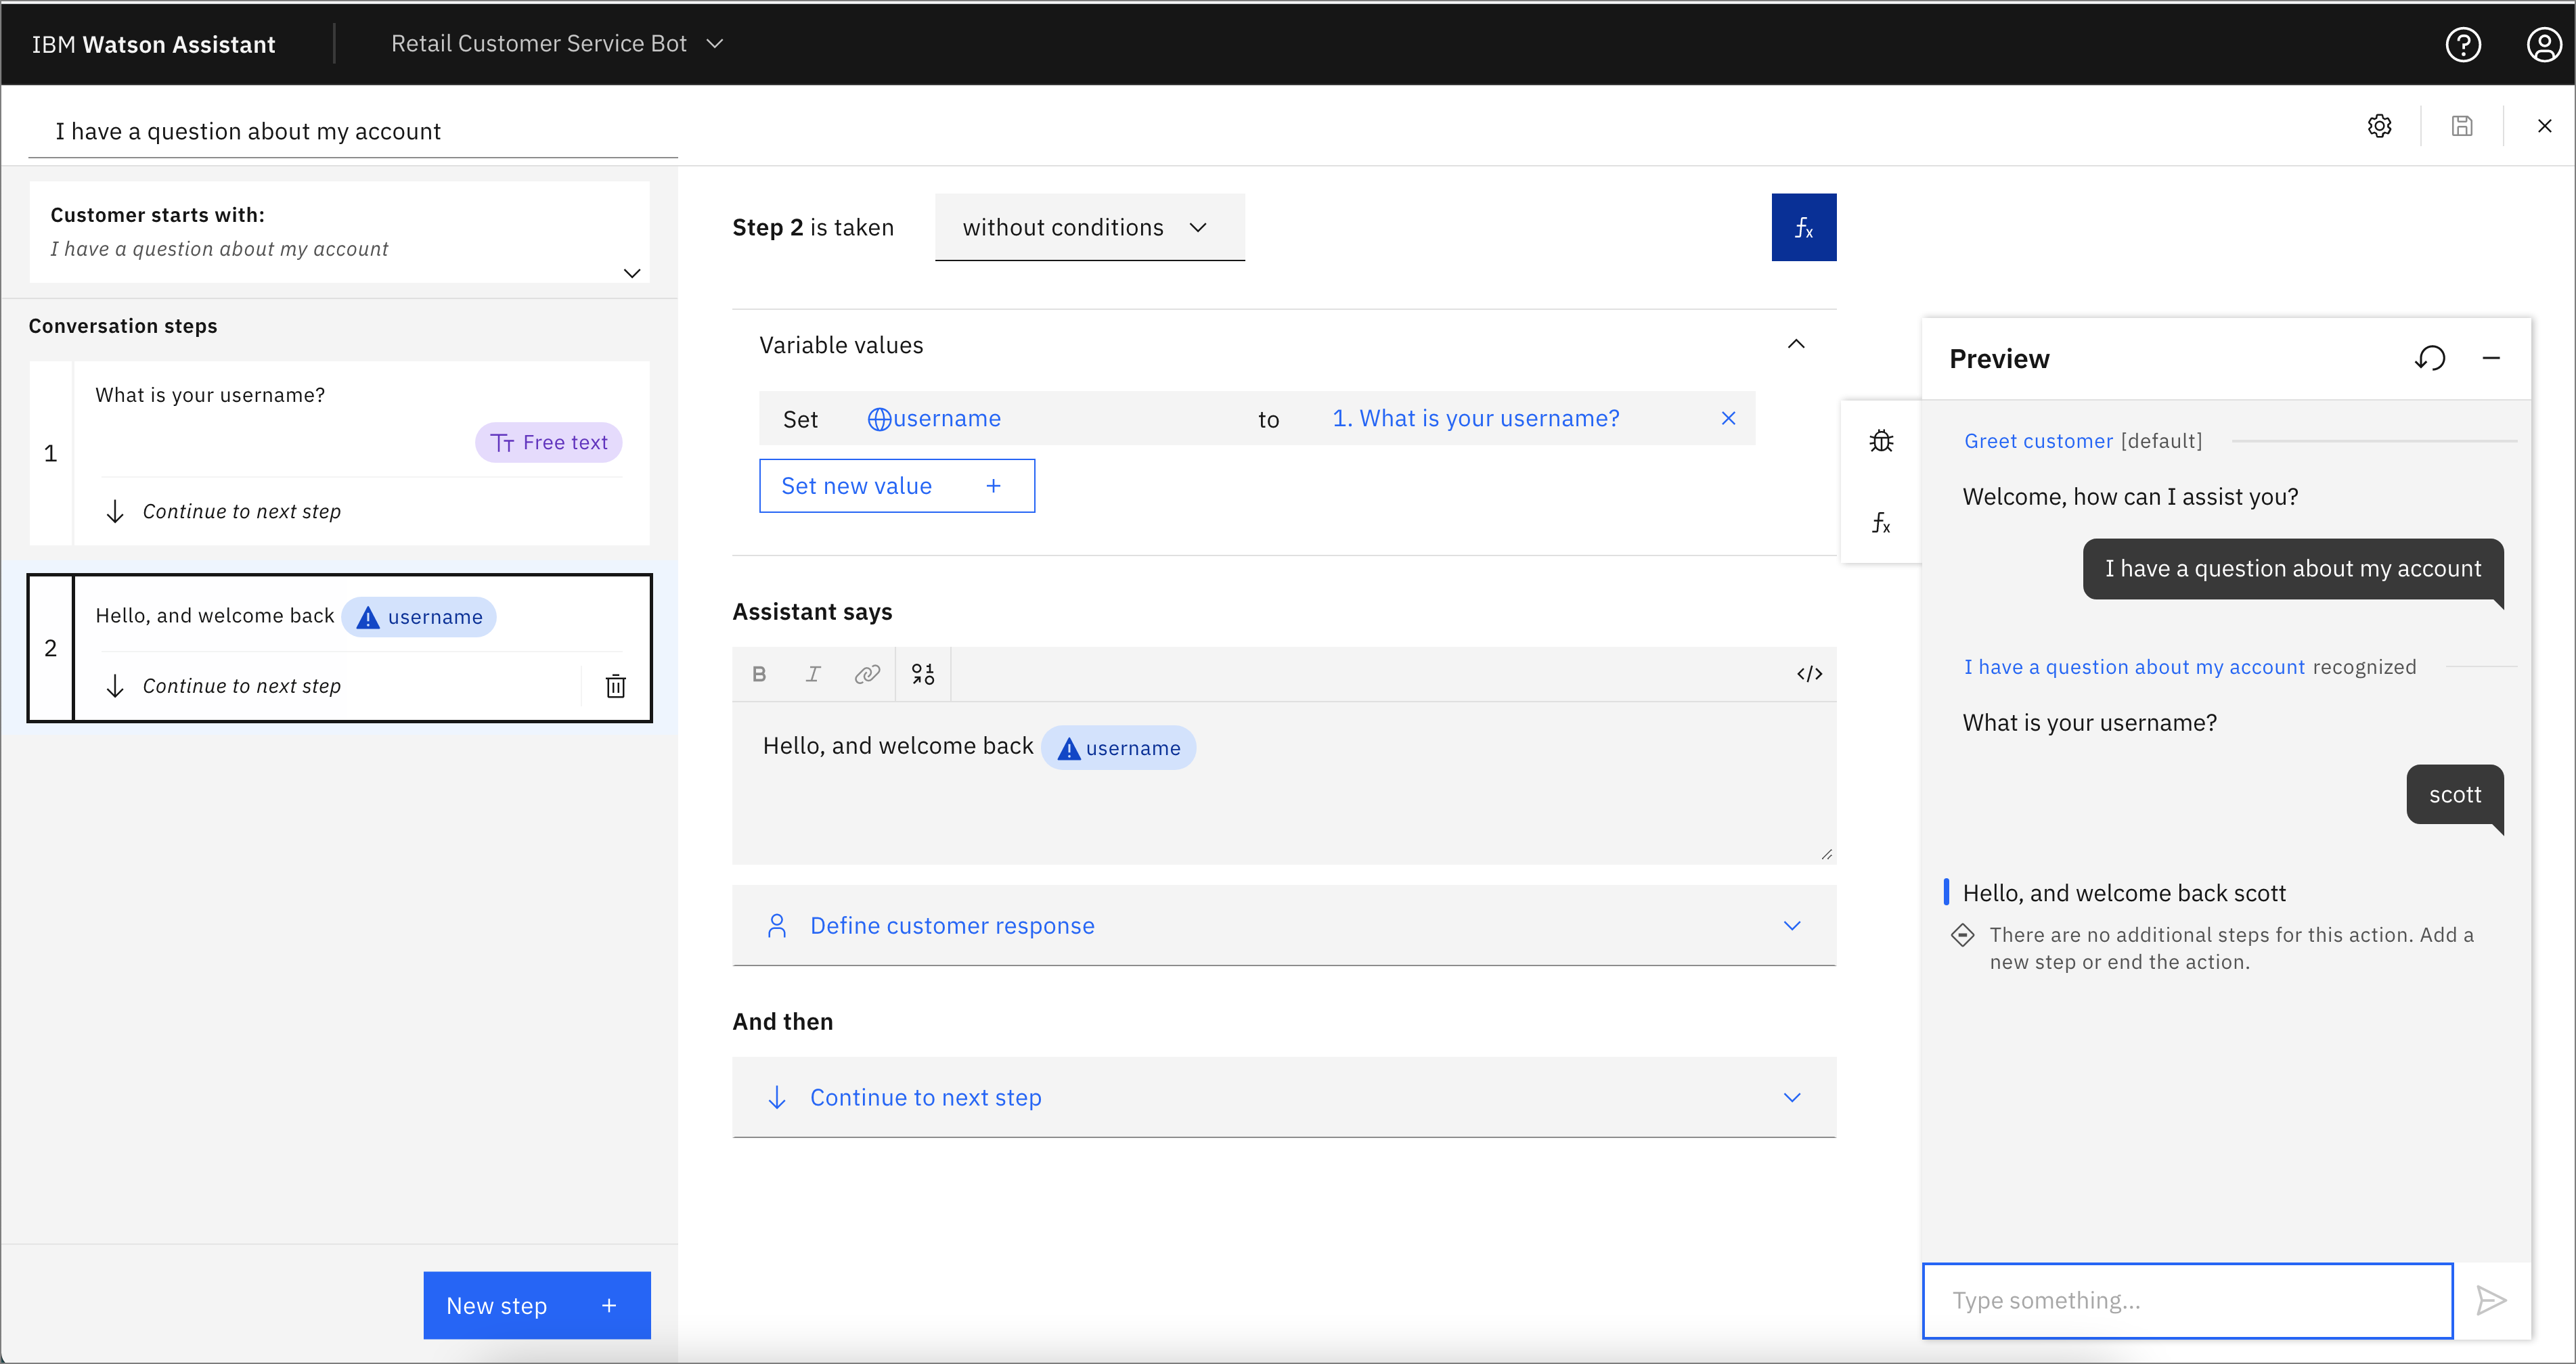 IBM Watson Assistant
Retail Customer Service Bot
I have a question about my account
Customer starts with:
I have a question about my account
Conversation steps
1
What is your username?
Free text
Continue to next step
2
Hello, and welcome back username
Continue to next step
New step +
Step 2 is taken
without conditions
fx
Variable values
Set username to 1. What is your username?
Set new value +
Assistant says
B I
</>
Hello, and welcome back username
Define customer response
And then
Continue to next step
fx
Preview
Greet customer [default]
Welcome, how can I assist you?
I have a question about my account
I have a question about my account recognized
What is your username?
scott
Hello, and welcome back scott
There are no additional steps for this action. Add a
new step or end the action.
Type something...